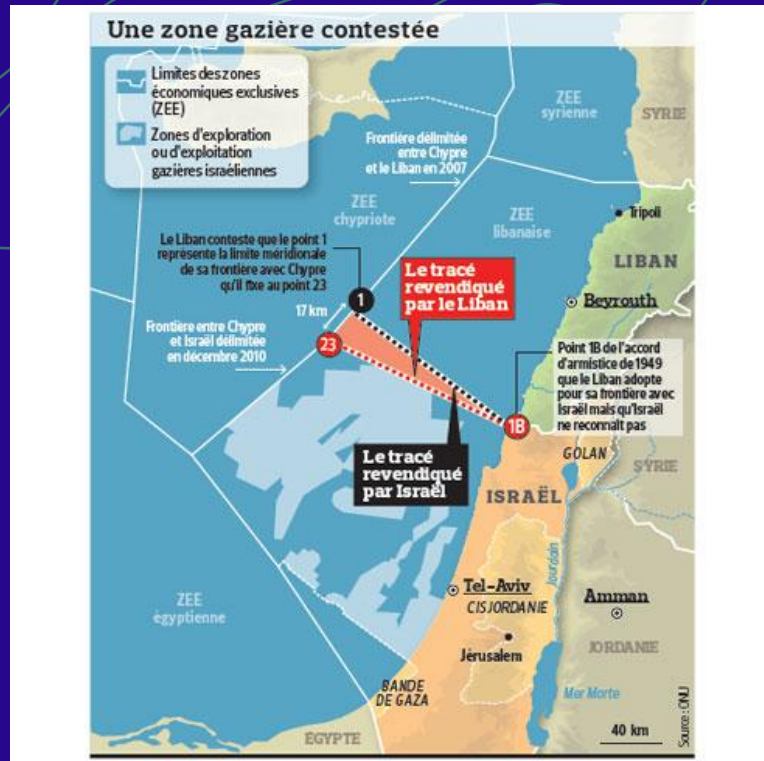 Une zone gazière contestée
Limites des zones
économiques exclusives
(ZEE)
Zones d'exploration
ou d'exploitation
gazières israéliennes
ZEE
syrienne
SYRIE
Frontière délimitée
entre Chypre
et le Liban en 2007
ZEE
chypriote
ZEE
libanaise
Tripoli
LIBAN
Beyrouth
Le Liban conteste que le point 1
représente la limite méridionale
de sa frontière avec Chypre
qu'il fixe au point 23
1
17 km
Le tracé
revendiqué
par le Liban
Frontière entre Chypre
et Israël délimitée
en décembre 2010
23
Point 1B de l'accord
d'armistice de 1949
que le Liban adopte
pour sa frontière avec
Israël mais qu'Israël
ne reconnaît pas
1B
Le tracé
revendiqué
par Israël
GOLAN
SYRIE
ISRAËL
Jourdain
Tel-Aviv
CISJORDANIE
Amman
ZEE
égyptienne
Jérusalem
JORDANIE
BANDE
DE GAZA
Mer Morte
ÉGYPTE
40 km
Source : ONU